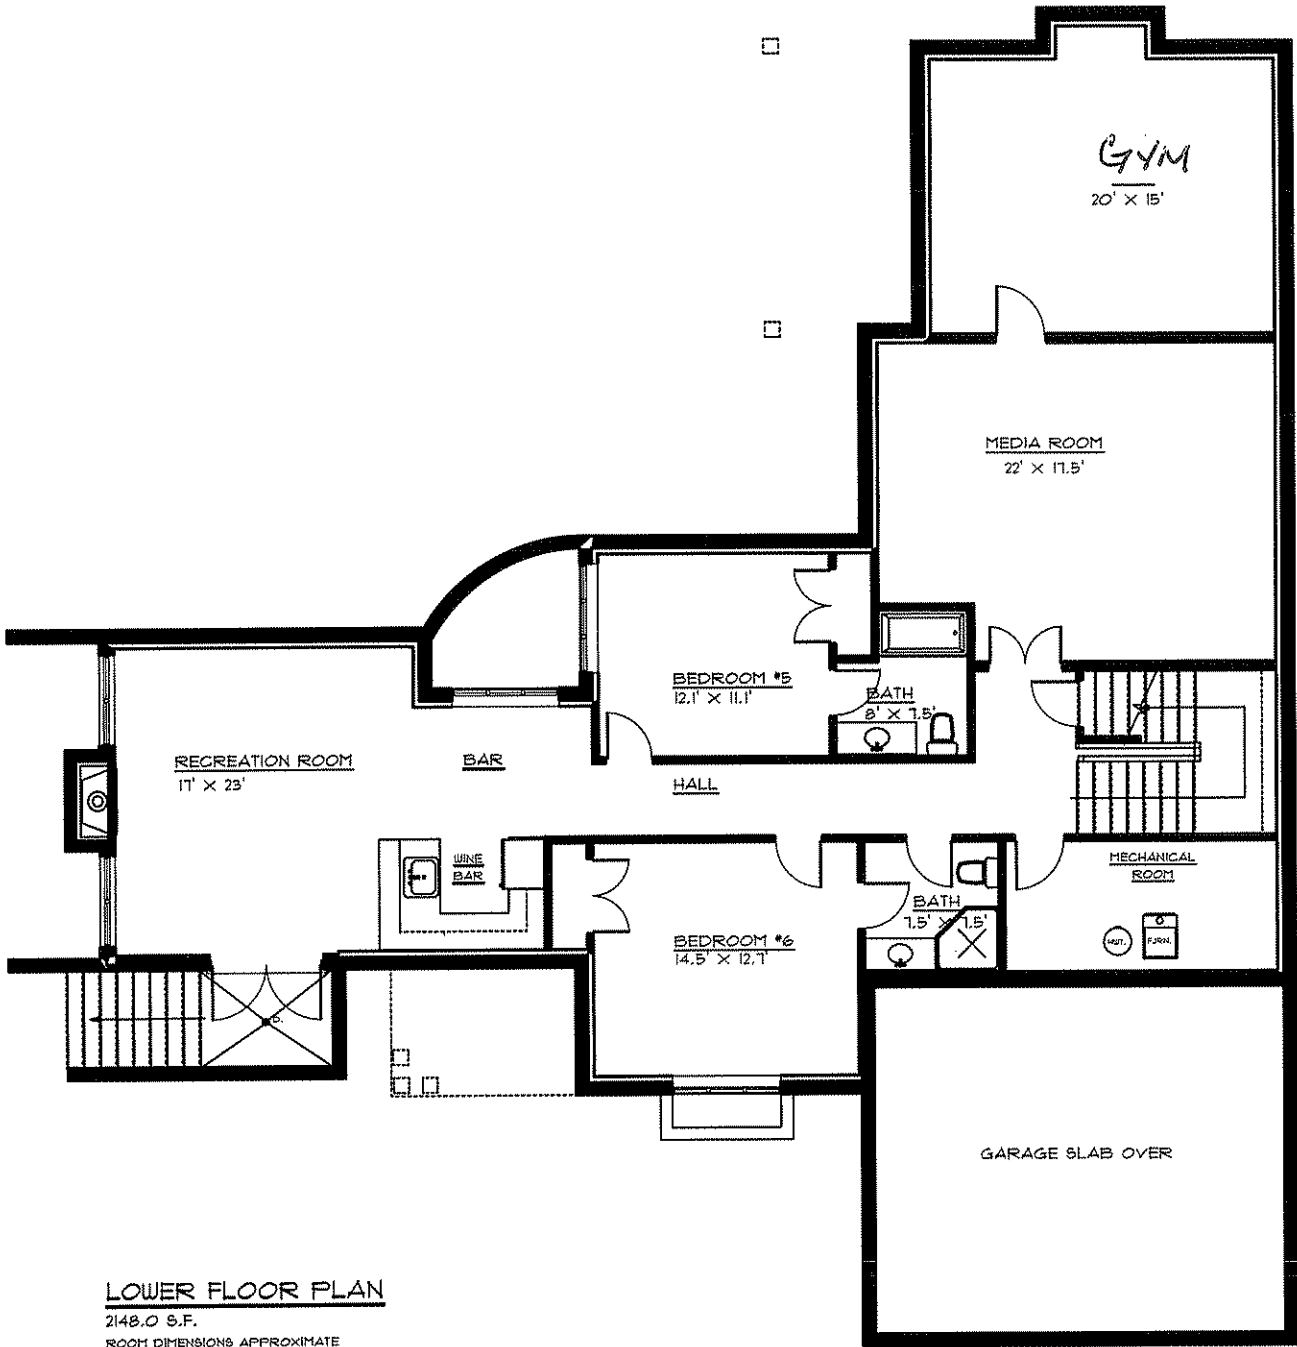 GYM
20' X 15'
MEDIA ROOM
22' X 17.5'
BEDROOM #5
12.1' X 11.1'
BATH
8' X 7.5'
RECREATION ROOM
17' X 23'
BAR
HALL
WINE
BAR
MECHANICAL
ROOM
BATH
7.5' X 7.5'
HWT.
FURN.
BEDROOM #6
14.5' X 12.7'
D.
GARAGE SLAB OVER
LOWER FLOOR PLAN
2148.0 S.F.
ROOM DIMENSIONS APPROXIMATE